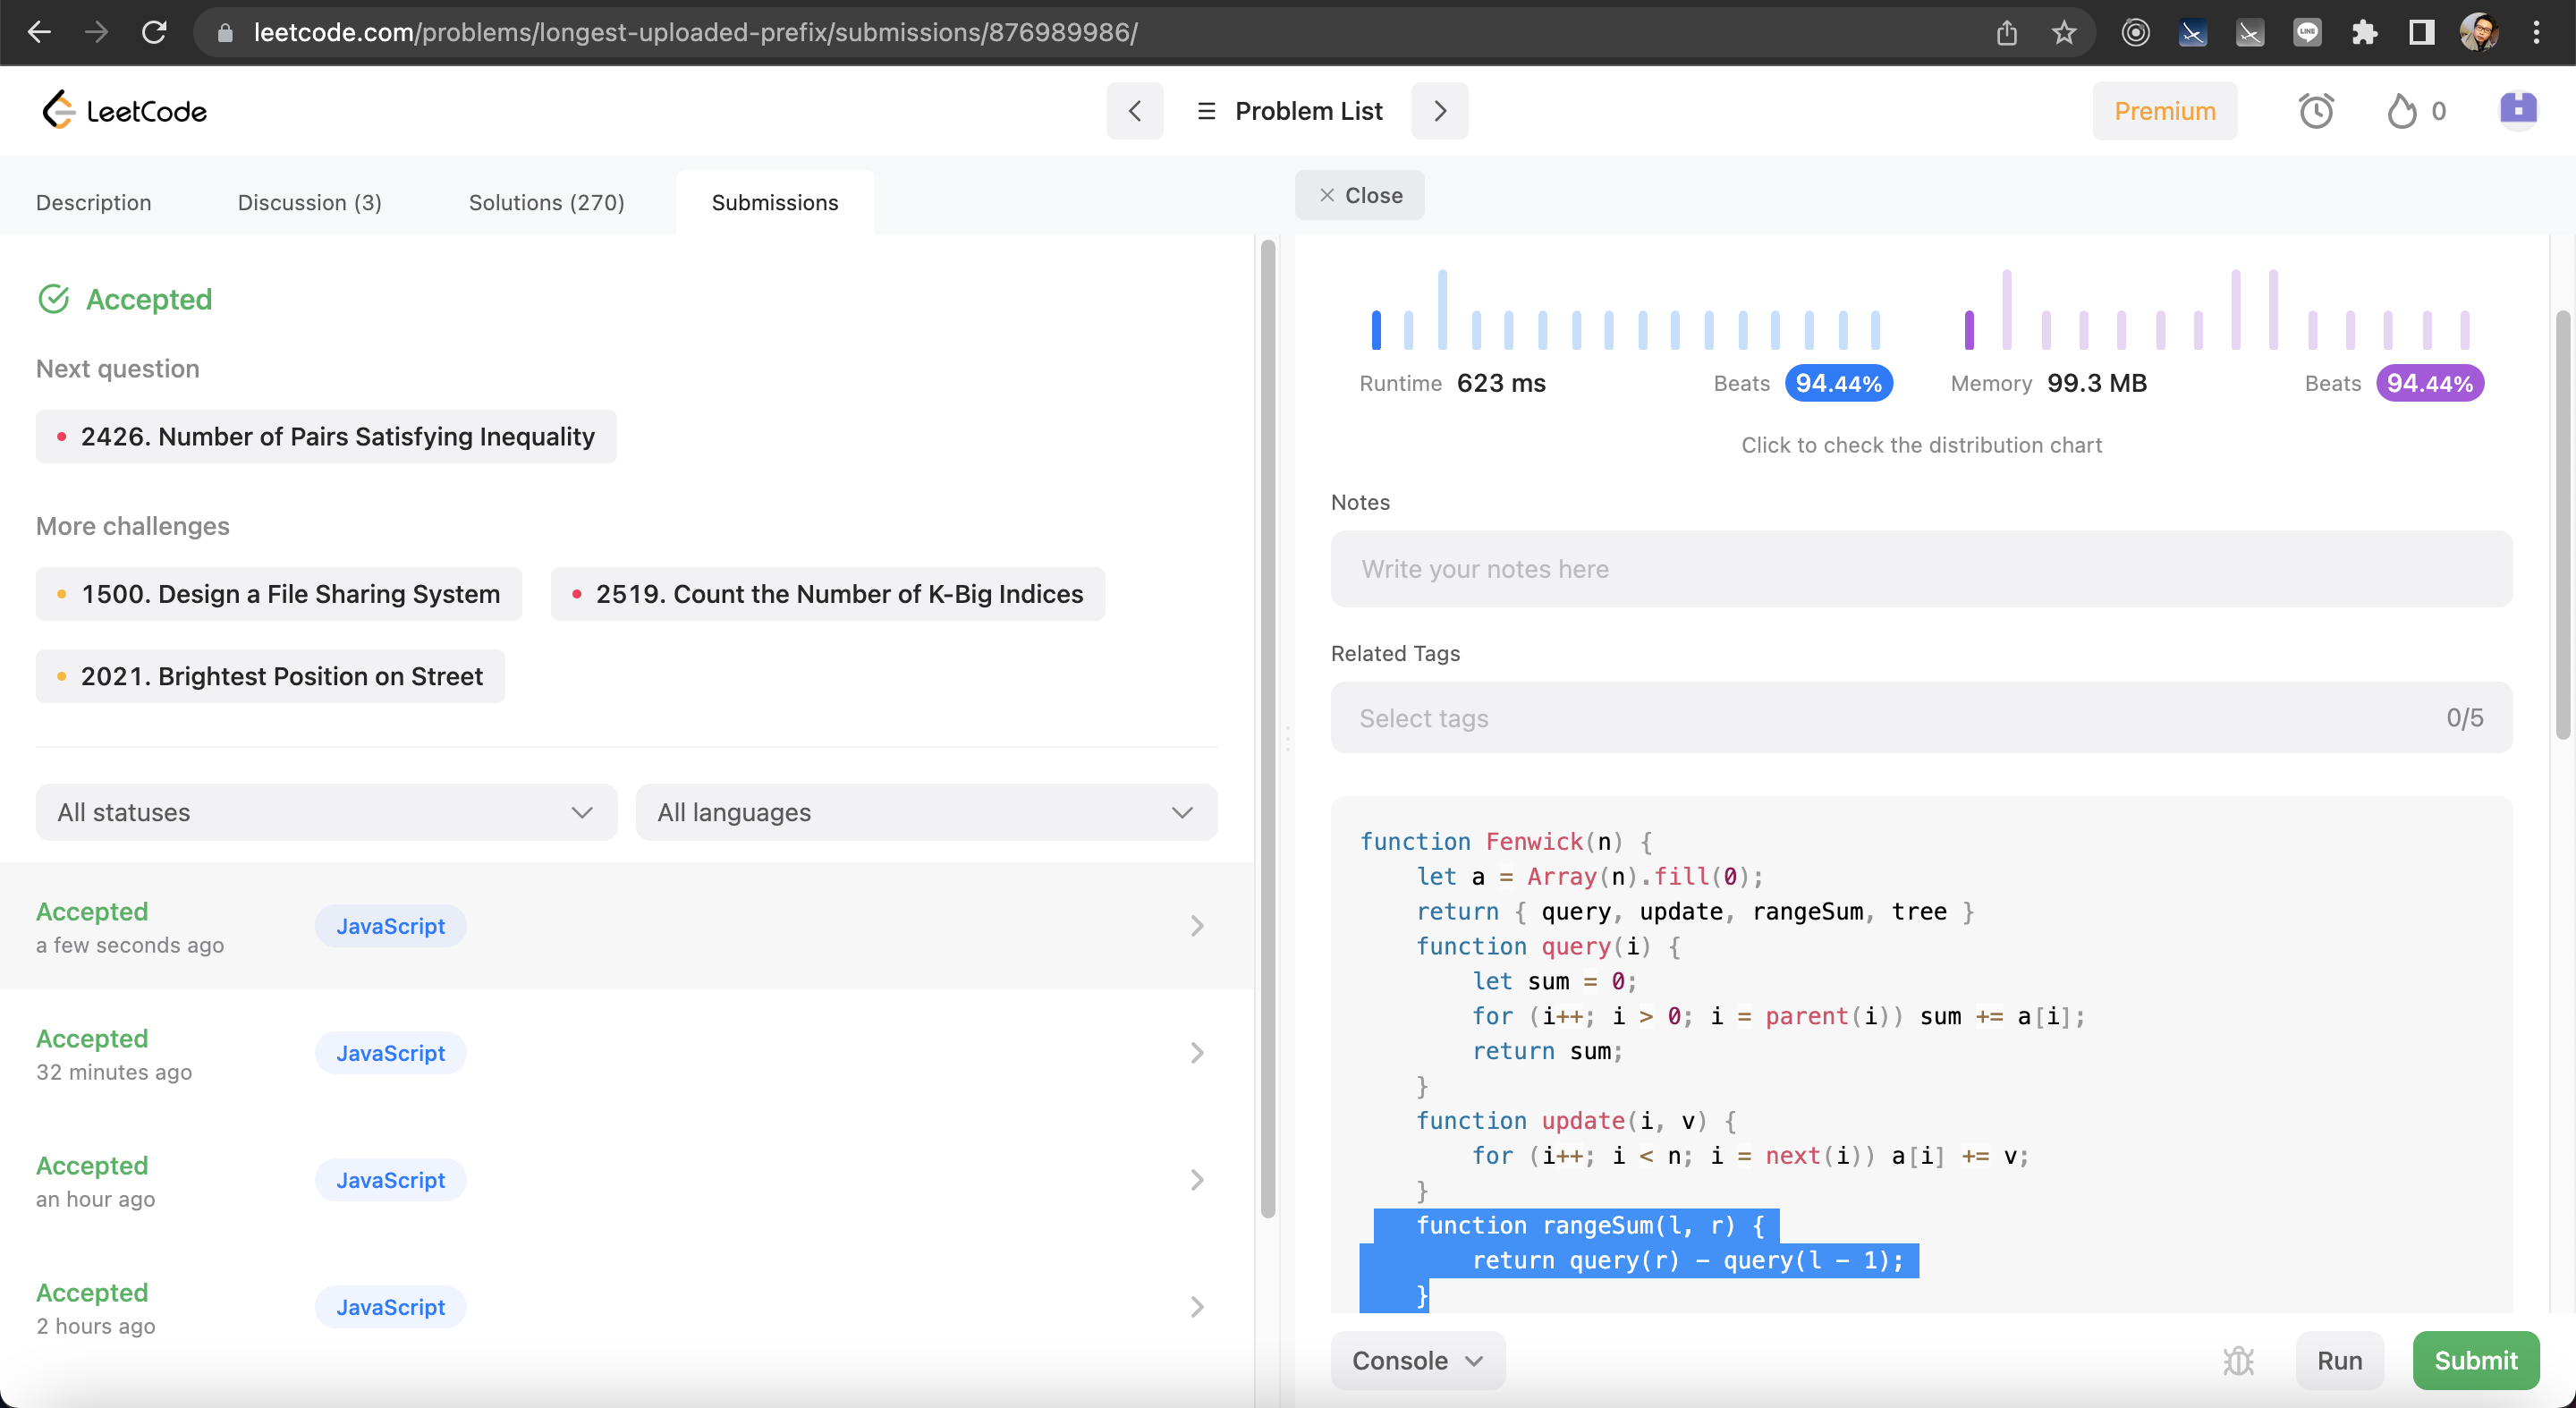 leetcode.com/problems/longest-uploaded-prefix/submissions/876989986/
LINE
LeetCode
Problem List
Premium
0
Description
Discussion (3)
Solutions (270)
Submissions
Close
Accepted
Next question
2426. Number of Pairs Satisfying Inequality
More challenges
1500. Design a File Sharing System
2519. Count the Number of K-Big Indices
2021. Brightest Position on Street
All statuses
All languages
Accepted
a few seconds ago
JavaScript
Accepted
32 minutes ago
JavaScript
Accepted
an hour ago
JavaScript
Accepted
2 hours ago
JavaScript
Runtime 623 ms
Beats 94.44%
Memory 99.3 MB
Beats 94.44%
Click to check the distribution chart
Notes
Write your notes here
Related Tags
Select tags
0/5
function Fenwick(n) {
    let a = Array(n).fill(0);
    return { query, update, rangeSum, tree }
    function query(i) {
        let sum = 0;
        for (i++; i > 0; i = parent(i)) sum += a[i];
        return sum;
    }
    function update(i, v) {
        for (i++; i < n; i = next(i)) a[i] += v;
    }
    function rangeSum(l, r) {
        return query(r) - query(l - 1);
    }
Console
Run
Submit